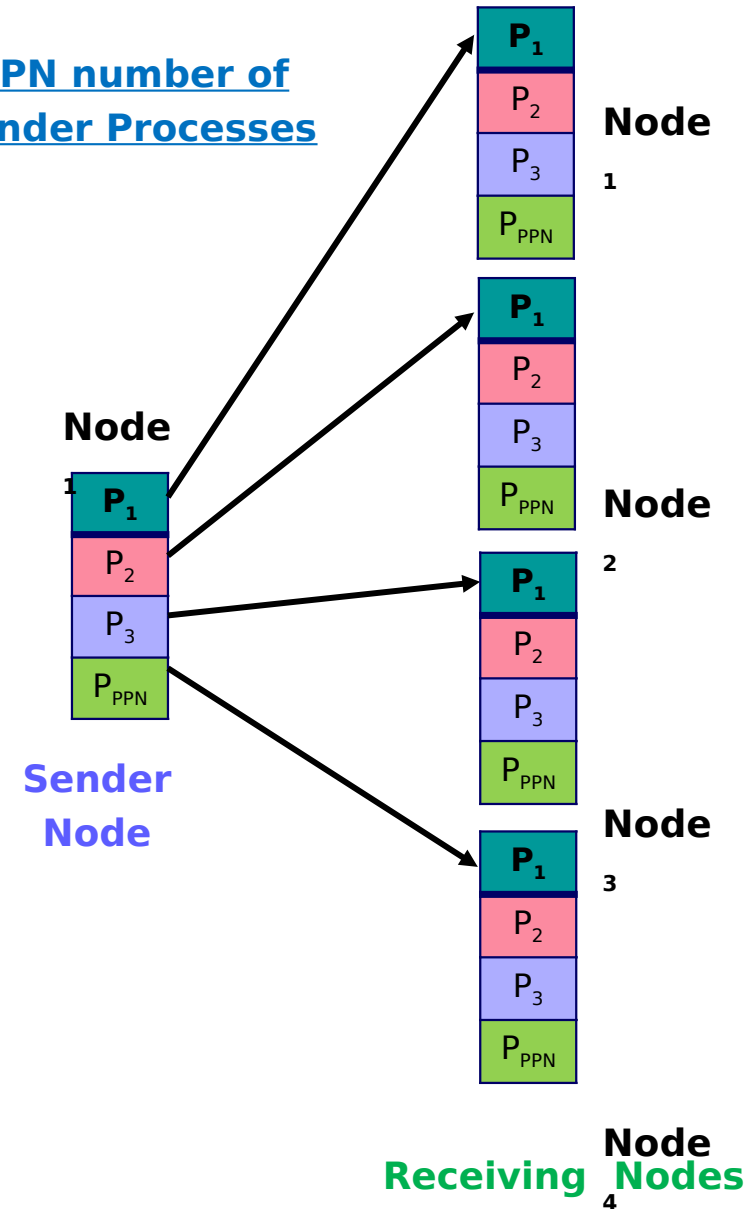 PN number of
nder Processes
P1
P2
P3
PPPN
Node
1
P1
P2
P3
PPPN
Node
2
Node
1
P1
P2
P3
PPPN
Sender
Node
P1
P2
P3
PPPN
Node
3
P1
P2
P3
PPPN
Node
4
Receiving Nodes